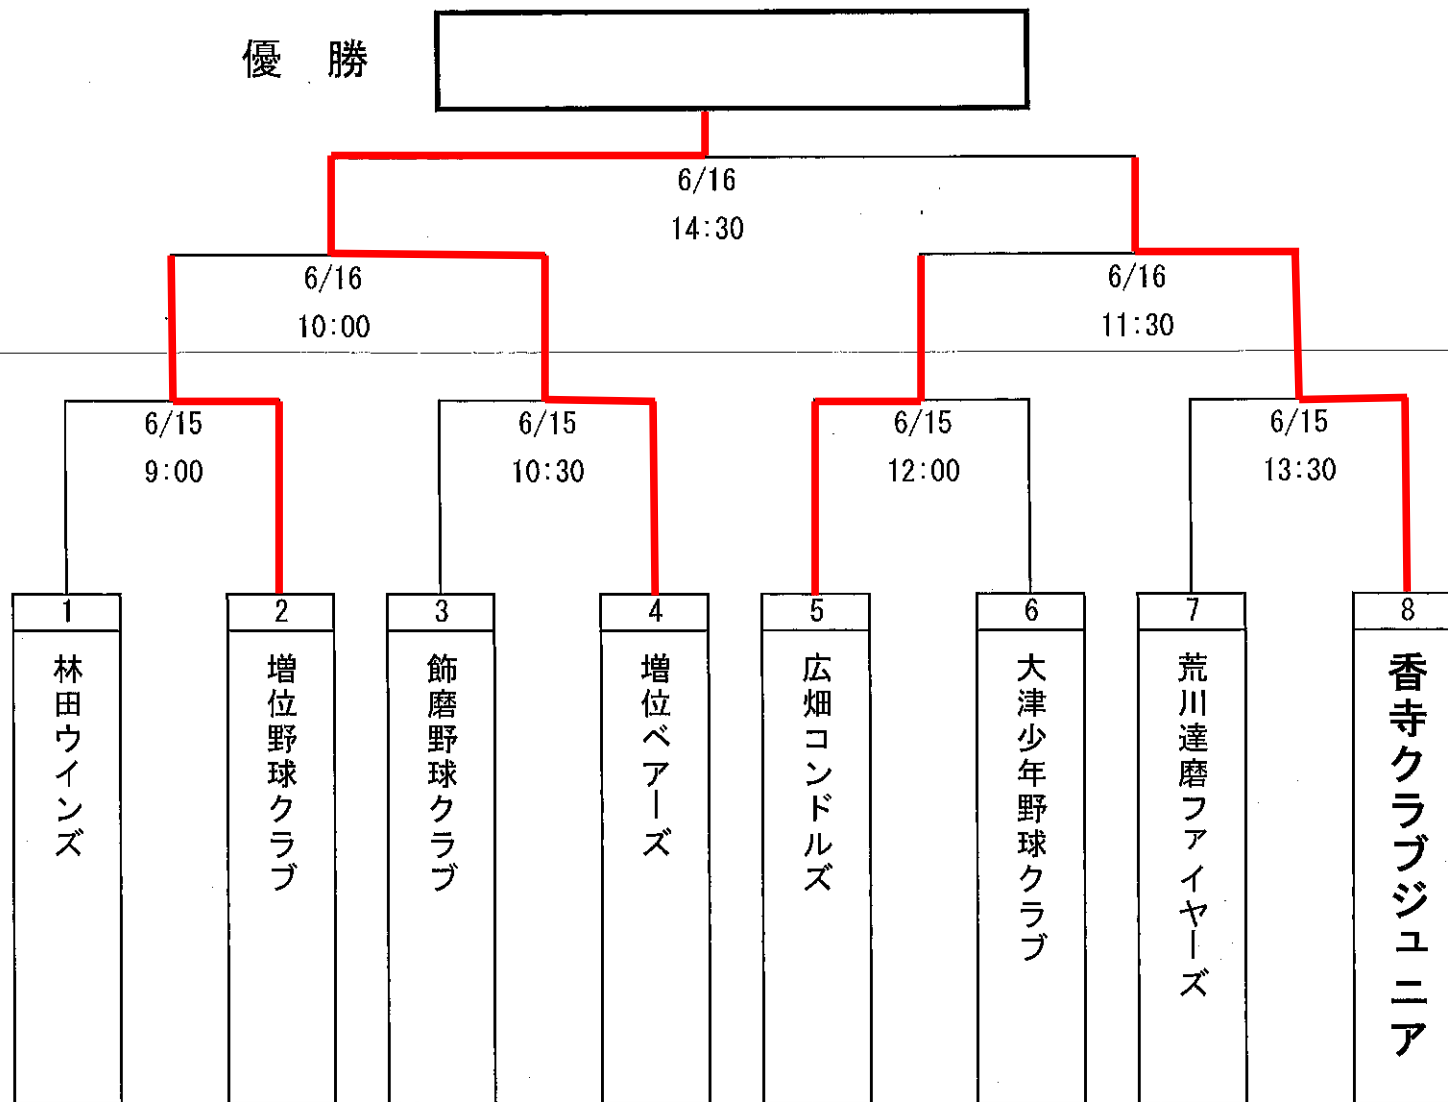 優勝
6/16
14:30
6/16
10:00
6/16
11:30
6/15
9:00
6/15
10:30
6/15
12:00
6/15
13:30
1
林田ウインズ
2
増位野球クラブ
3
飾磨野球クラブ
4
増位ベアーズ
5
広畑コンドルズ
6
大津少年野球クラブ
7
荒川達磨ファイヤーズ
8
香寺クラブジュニア